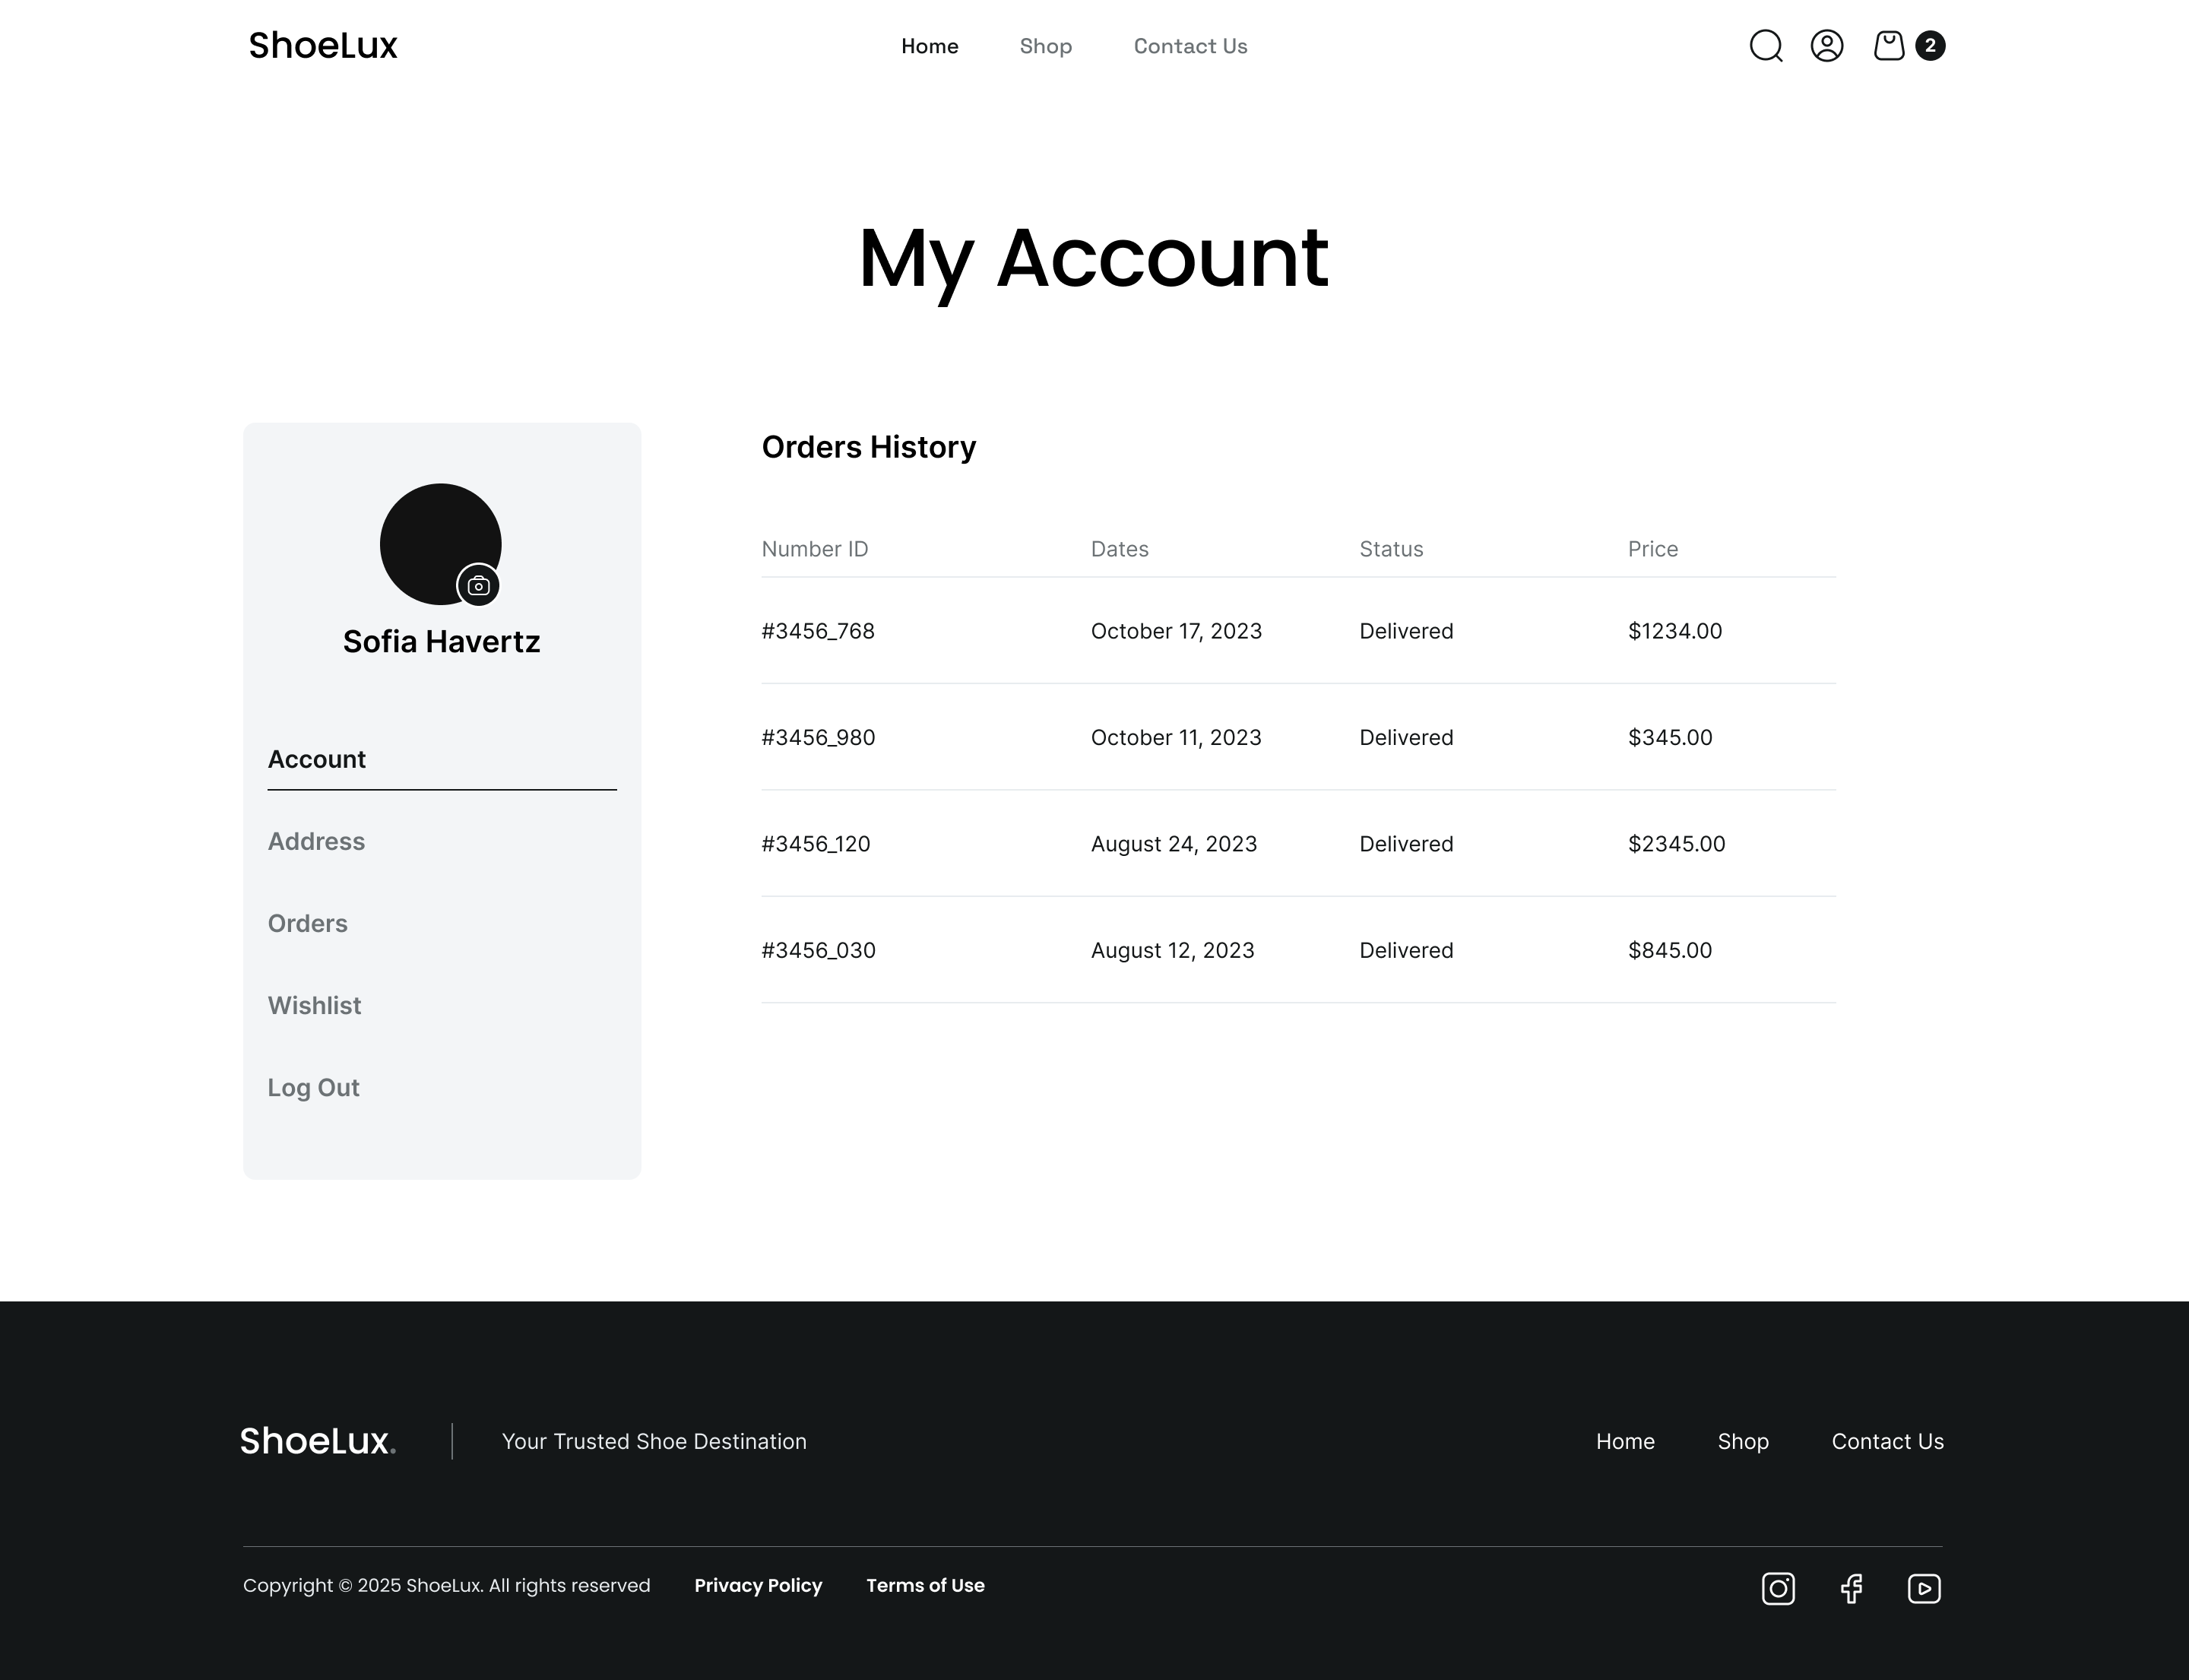 ShoeLux
Home Shop Contact Us
2
My Account
Sofia Havertz
Account
Address
Orders
Wishlist
Log Out
Orders History
Number ID Dates Status Price
#3456_768 October 17, 2023 Delivered $1234.00
#3456_980 October 11, 2023 Delivered $345.00
#3456_120 August 24, 2023 Delivered $2345.00
#3456_030 August 12, 2023 Delivered $845.00
ShoeLux.
Your Trusted Shoe Destination
Home Shop Contact Us
Copyright © 2025 ShoeLux. All rights reserved Privacy Policy Terms of Use